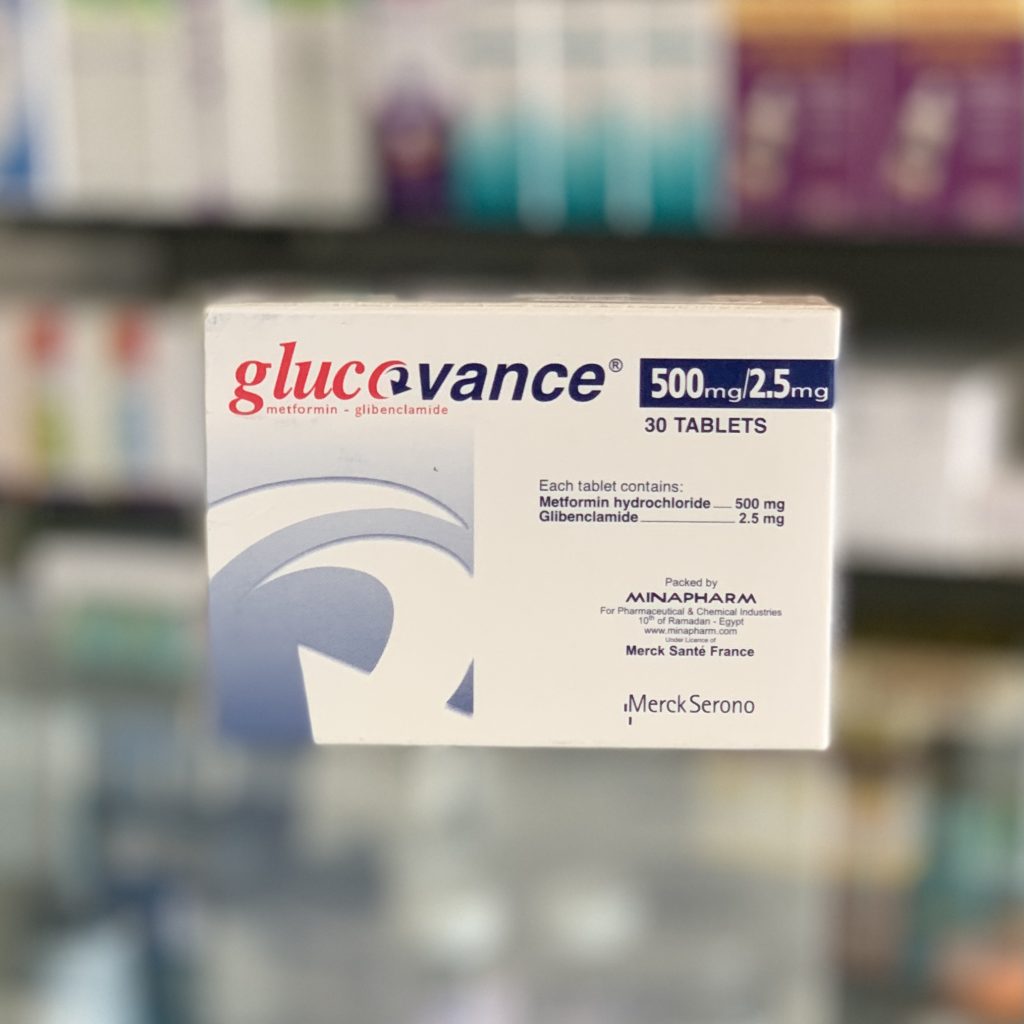 glucovance®
metformin - glibenclamide
500mg/2.5mg
30 TABLETS
Each tablet contains:
Metformin hydrochloride 500 mg
Glibenclamide 2.5 mg
Packed by
MINAPHARM
For Pharmaceutical & Chemical Industries
10th of Ramadan - Egypt
www.minapharm.com
Under Licence of
Merck Santé France
Merck Serono